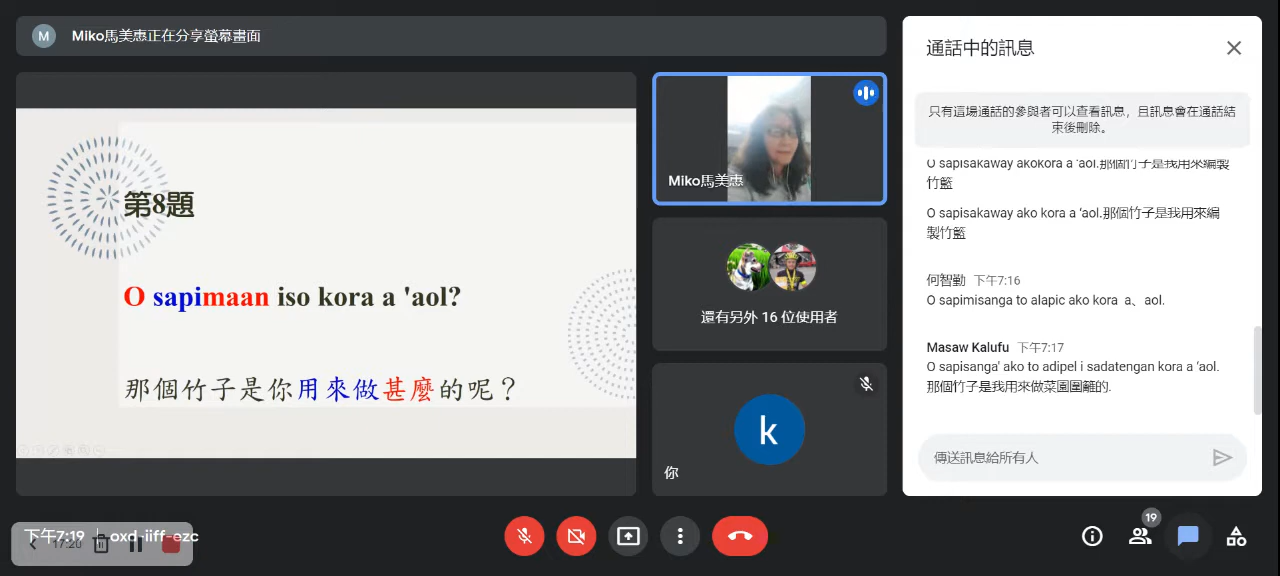 M Miko馬美惠正在分享螢幕畫面
第8題
O sapimaan iso kora a 'aol?
那個竹子是你用來做甚麼的呢？
Miko馬美惠
還有另外 16 位使用者
k
你
通話中的訊息
只有這場通話的參與者可以查看訊息，且訊息會在通話結
束後刪除。
O sapisakaway akokora a ‘aol.那個竹子是我用來編製
竹籃
O sapisakaway ako kora a ‘aol.那個竹子是我用來編
製竹籃
何智勤 下午7:16
O sapimisanga to alapic ako kora a、aol.
Masaw Kalufu 下午7:17
O sapisanga' ako to adipel i sadatengan kora a ‘aol.
那個竹子是我用來做菜園圍籬的.
傳送訊息給所有人
下午7:19 | oxd-iiff-ezc
17:20
19